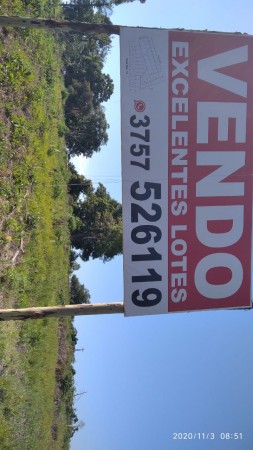 VENDO
EXCELENTES LOTES
3757 526119
2020/11/3 08:51